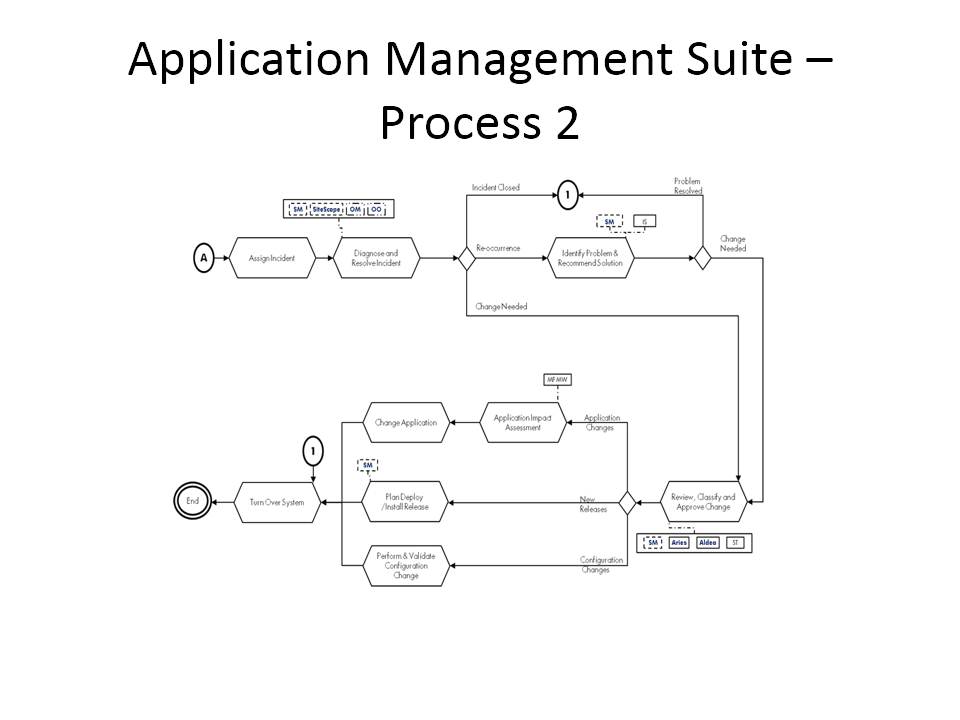 Application Management Suite –
Process 2
Incident Closed
1
Problem
Resolved
SM SiteScope OM OO
SM IS
A
Assign Incident
Diagnose and
Resolve Incident
Re-occurrence
Identify Problem &
Recommend Solution
Change
Needed
Change Needed
MF MW
Change Application
Application Impact
Assessment
Application
Changes
1
SM
End
Turn Over System
Plan Deploy
/Install Release
New
Releases
Review, Classify and
Approve Change
SM Aries Aldea ST
Perform & Validate
Configuration
Change
Configuration
Changes